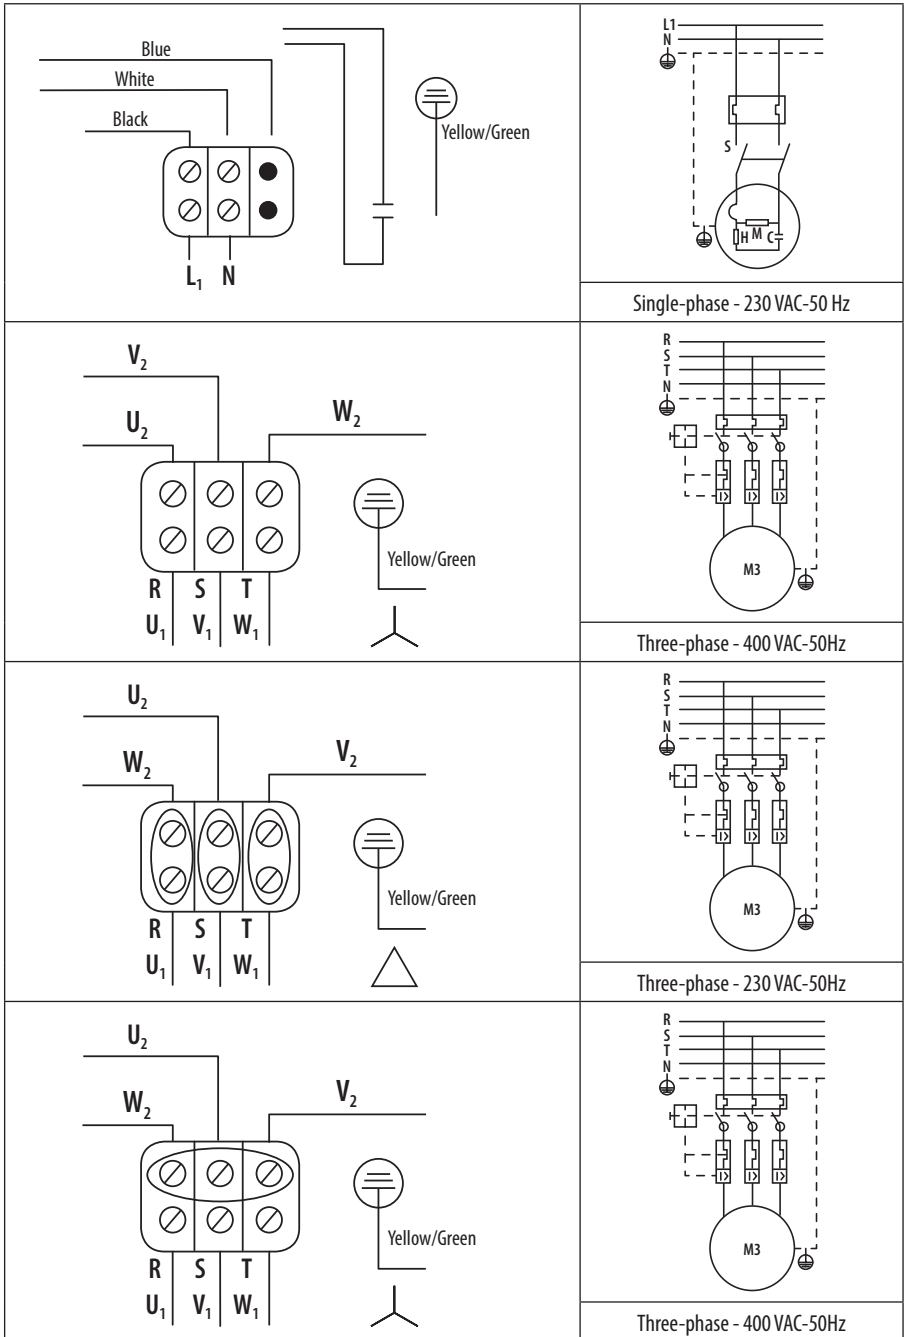 Blue
White
Black
Yellow/Green
L₁ N
L1
N
S
H M C
Single-phase - 230 VAC-50 Hz
V₂
U₂
W₂
Yellow/Green
R S T
U₁ V₁ W₁
R
S
T
N
I> I> I>
M3
Three-phase - 400 VAC-50Hz
U₂
W₂
V₂
Yellow/Green
R S T
U₁ V₁ W₁
R
S
T
N
I> I> I>
M3
Three-phase - 230 VAC-50Hz
U₂
W₂
V₂
Yellow/Green
R S T
U₁ V₁ W₁
R
S
T
N
I> I> I>
M3
Three-phase - 400 VAC-50Hz